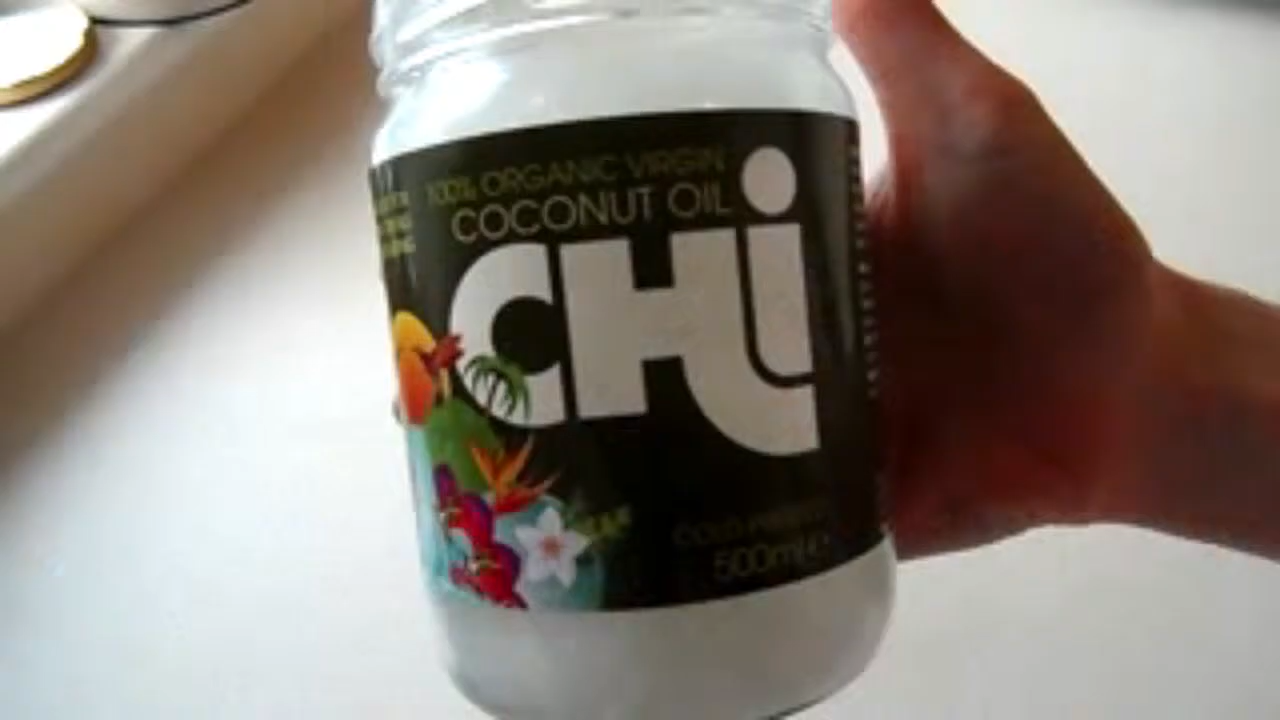 100% ORGANIC VIRGIN
COCONUT OIL
CHi
COLD PRESSED
500ml e